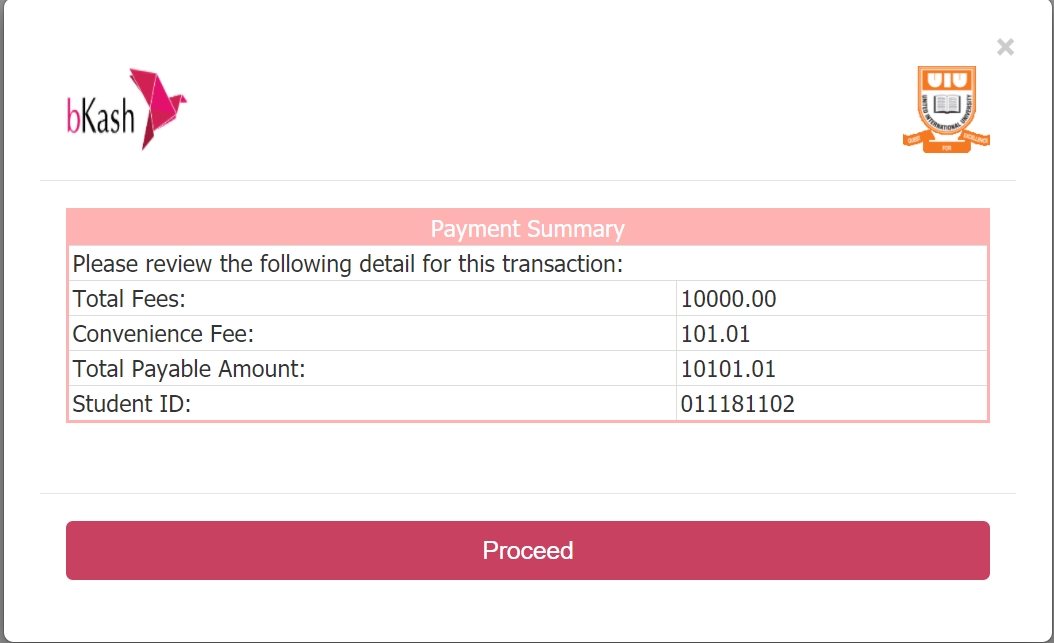 ×
bKash
UIU
UNITED INTERNATIONAL UNIVERSITY
QUEST FOR EXCELLENCE
Payment Summary
Please review the following detail for this transaction:
Total Fees: 10000.00
Convenience Fee: 101.01
Total Payable Amount: 10101.01
Student ID: 011181102
Proceed